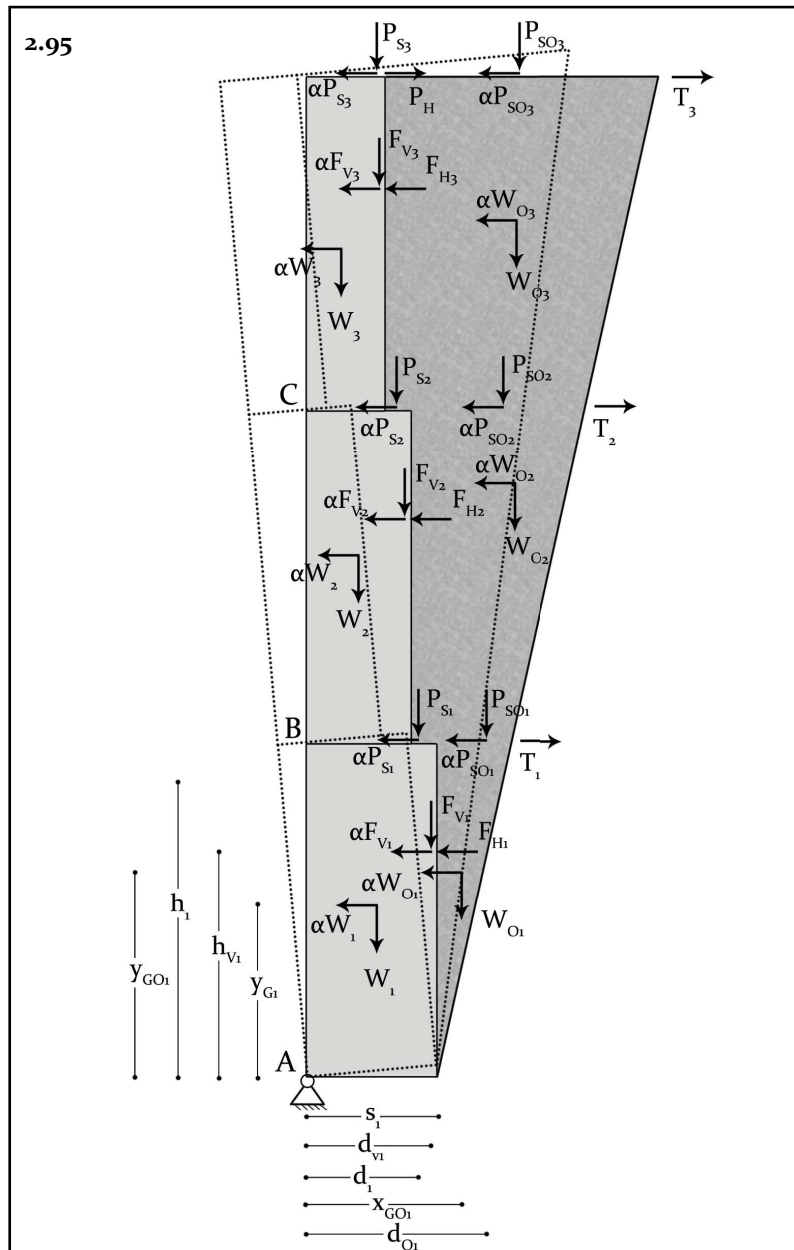 2.95
P_S3 P_SO3
αP_S3 P_H αP_SO3 T_3
F_V3
αF_V3 F_H3
αW_O3
αW_3 W_O3
W_3
P_S2 P_SO2
C
αP_S2 αP_SO2 T_2
αW_O2
F_V2
αF_V2 F_H2
W_O2
αW_2
W_2
P_S1 P_SO1
B
αP_S1 αP_SO1 T_1
F_V1
αF_V1 F_H1
αW_O1
h_1 αW_1 W_O1
h_V1
y_GO1 y_G1 W_1
A
s_1
d_V1
d_1
x_GO1
d_O1